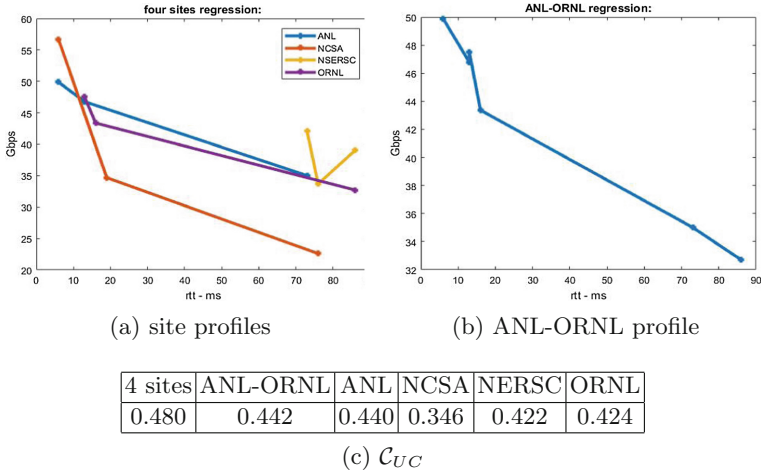 four sites regression:
60
55
50
45
40
35
30
25
20
Gbps
0 10 20 30 40 50 60 70 80
rtt - ms
ANL
NCSA
NSERSC
ORNL
(a) site profiles
ANL-ORNL regression:
50
48
46
44
42
40
38
36
34
32
Gbps
0 10 20 30 40 50 60 70 80 90
rtt - ms
(b) ANL-ORNL profile
4 sites ANL-ORNL ANL NCSA NERSC ORNL
0.480 0.442 0.440 0.346 0.422 0.424
(c) C_UC